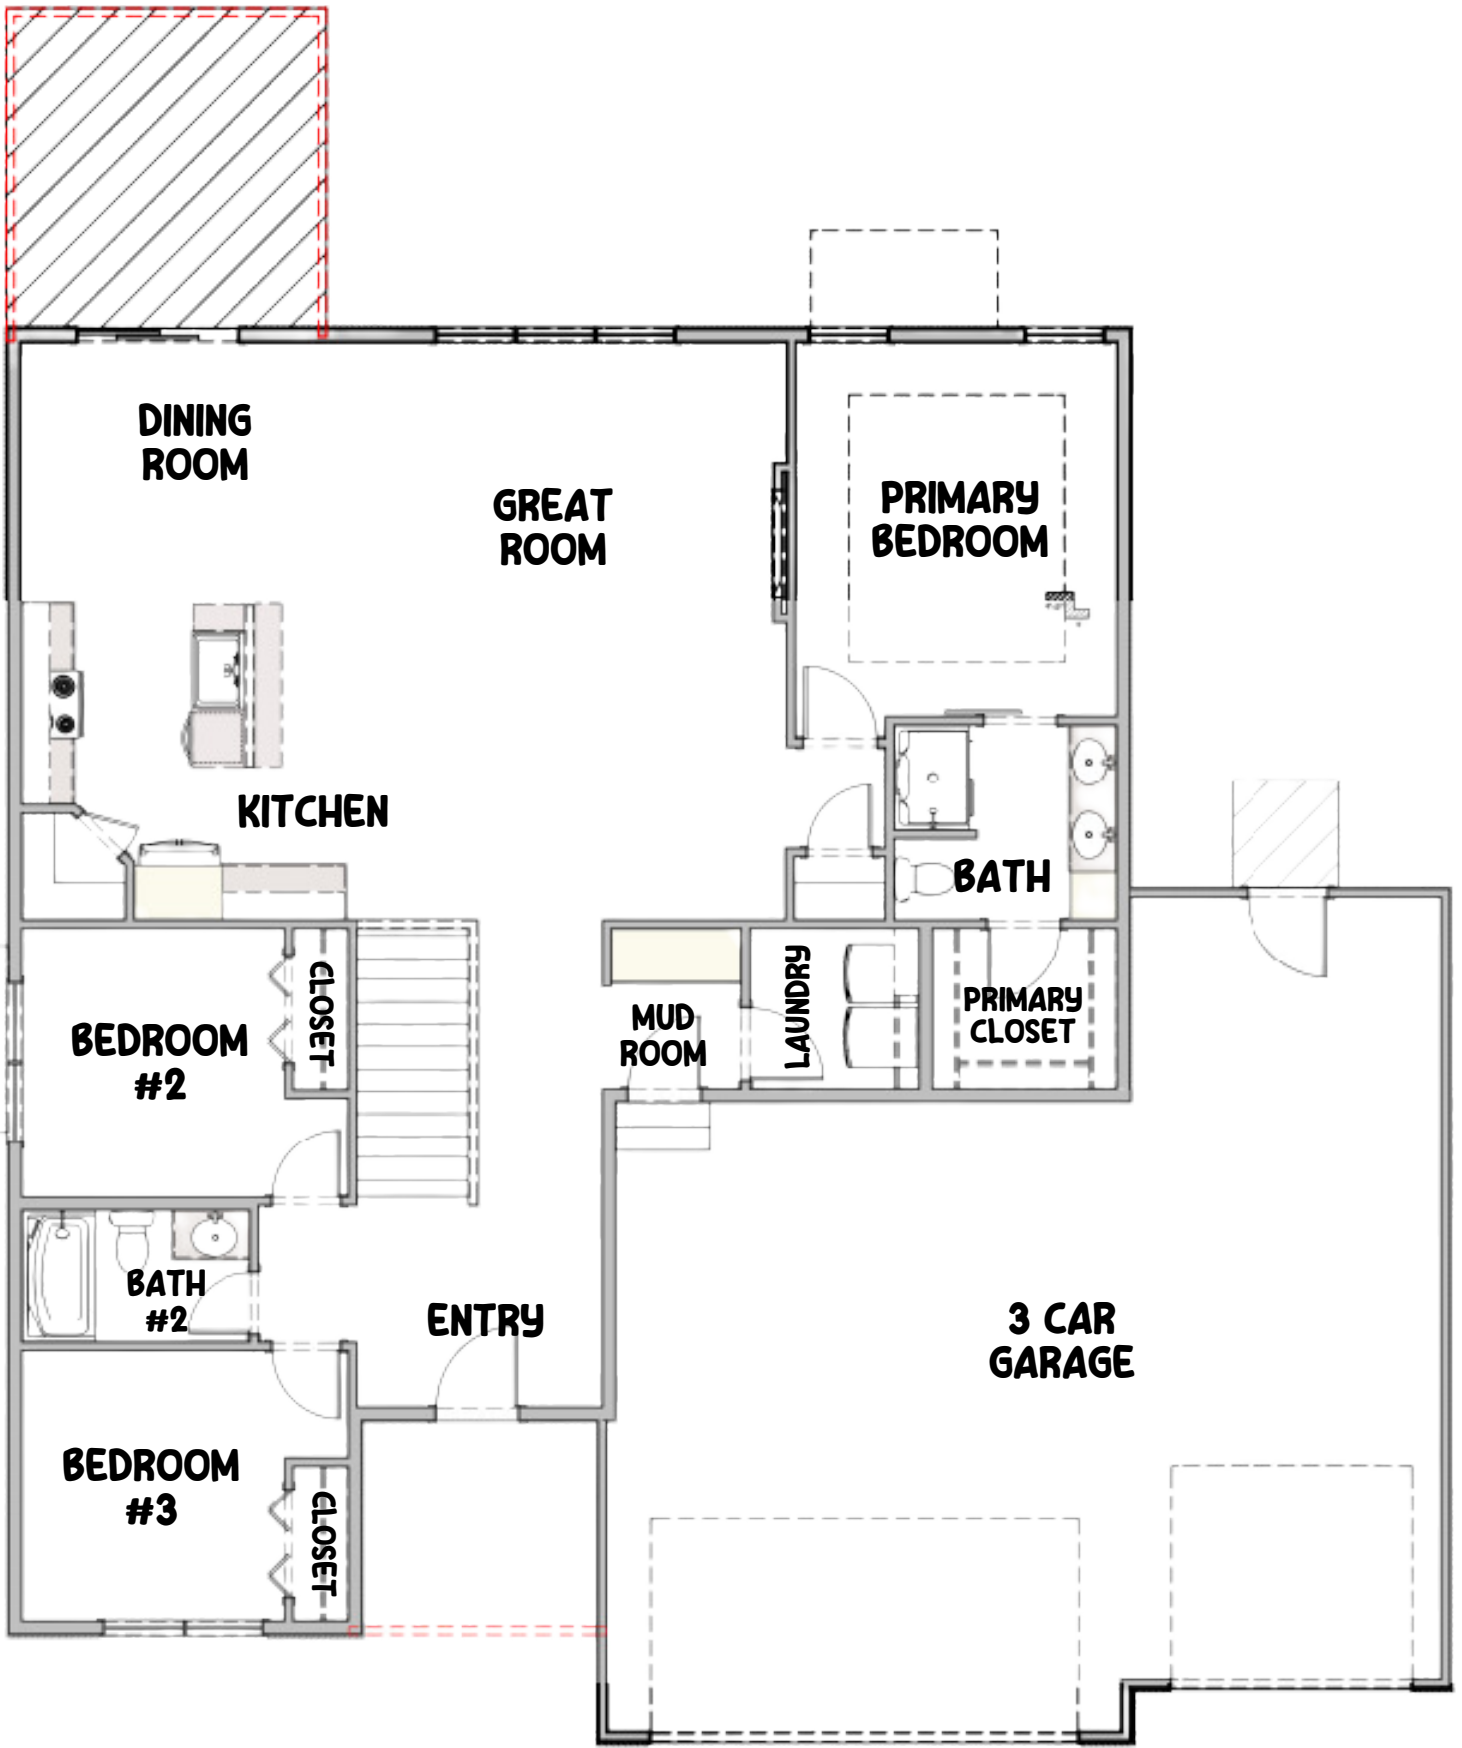 DINING
ROOM
GREAT
ROOM
PRIMARY
BEDROOM
KITCHEN
BATH
BEDROOM
#2
CLOSET
MUD
ROOM
LAUNDRY
PRIMARY
CLOSET
BATH
#2
ENTRY
3 CAR
GARAGE
BEDROOM
#3
CLOSET